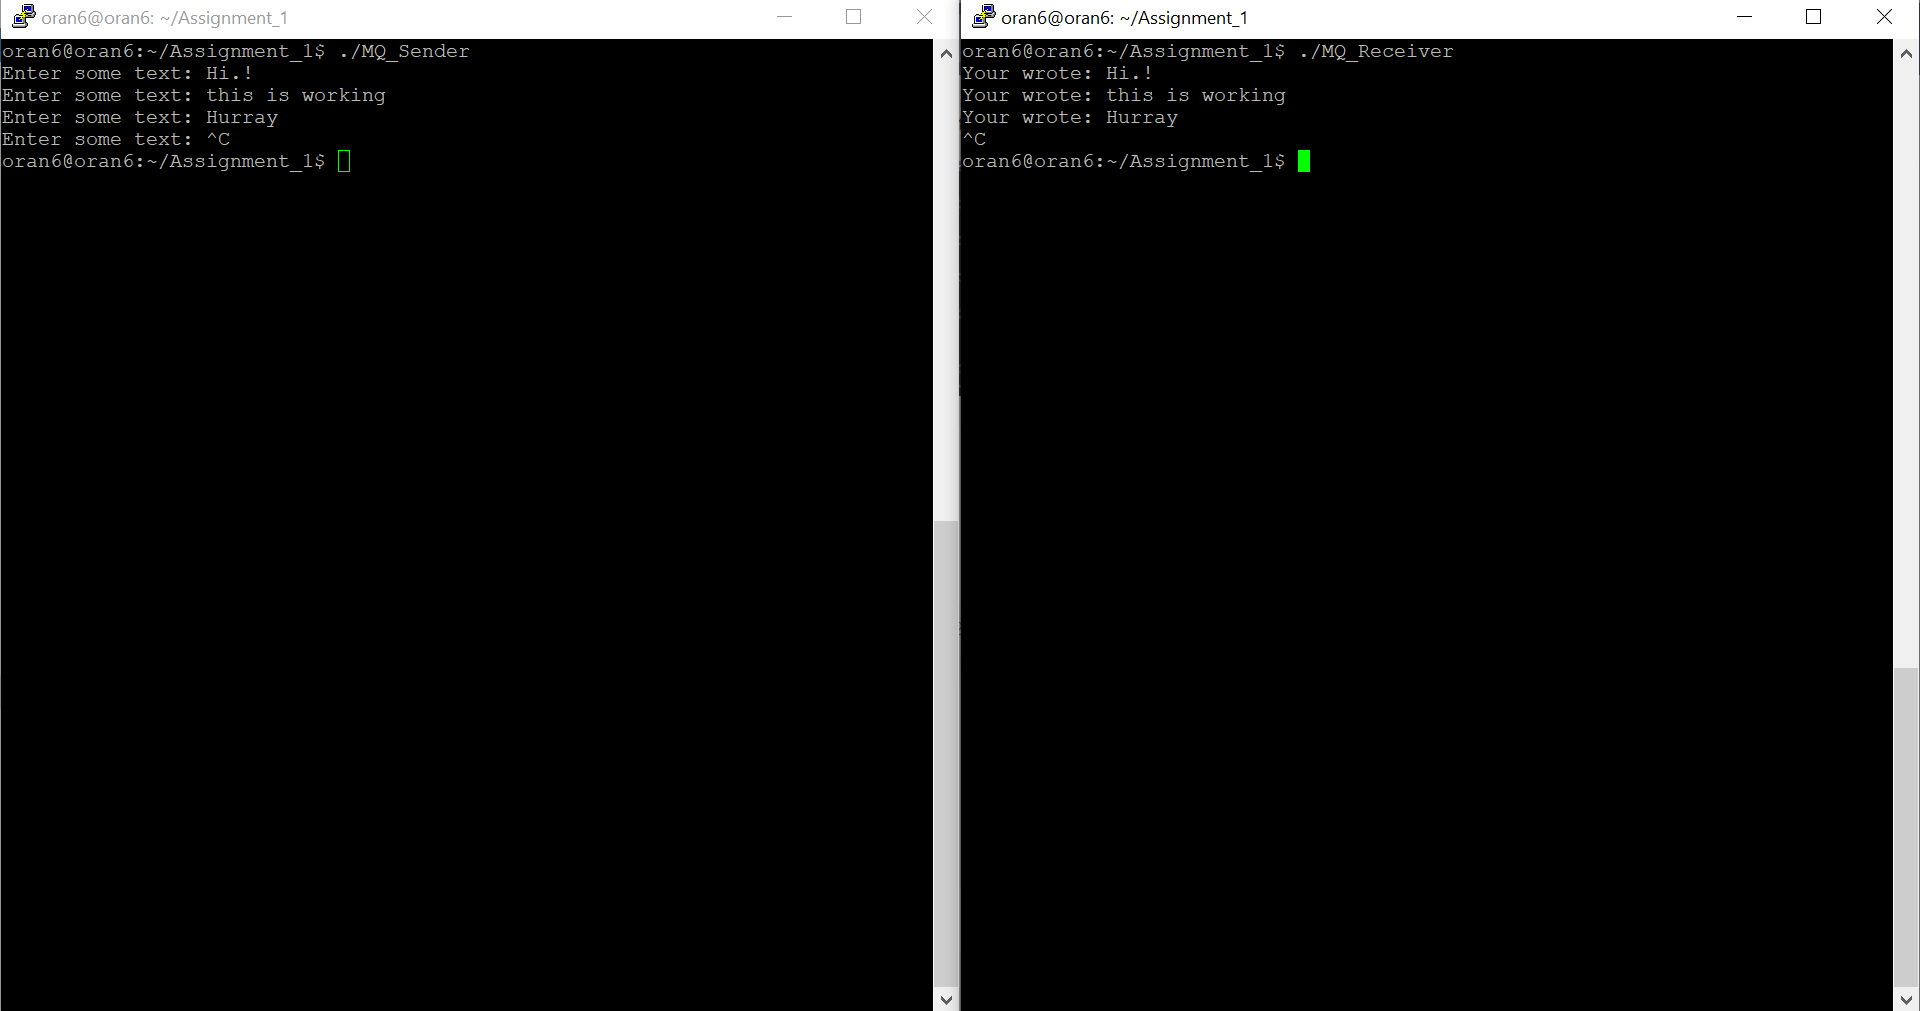 oran6@oran6: ~/Assignment_1
oran6@oran6:~/Assignment_1$ ./MQ_Sender
Enter some text: Hi.!
Enter some text: this is working
Enter some text: Hurray
Enter some text: ^C
oran6@oran6:~/Assignment_1$
oran6@oran6: ~/Assignment_1
oran6@oran6:~/Assignment_1$ ./MQ_Receiver
Your wrote: Hi.!
Your wrote: this is working
Your wrote: Hurray
^C
oran6@oran6:~/Assignment_1$